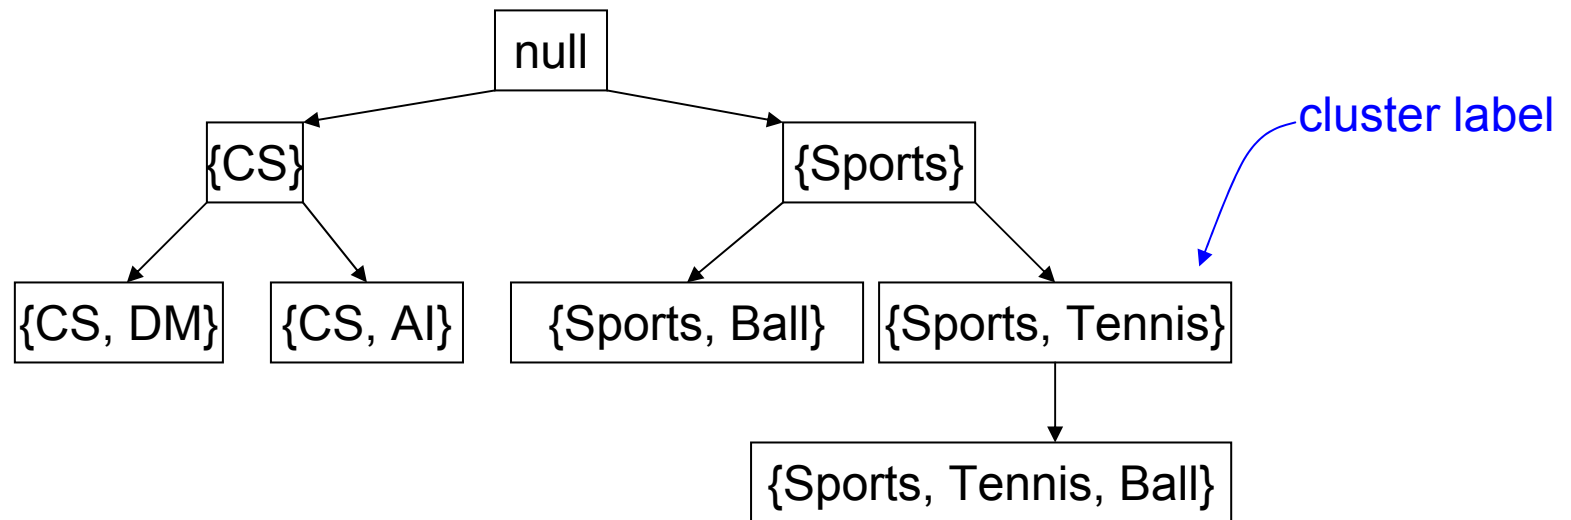 null
cluster label
{CS}
{Sports}
{CS, DM}
{CS, AI}
{Sports, Ball}
{Sports, Tennis}
{Sports, Tennis, Ball}